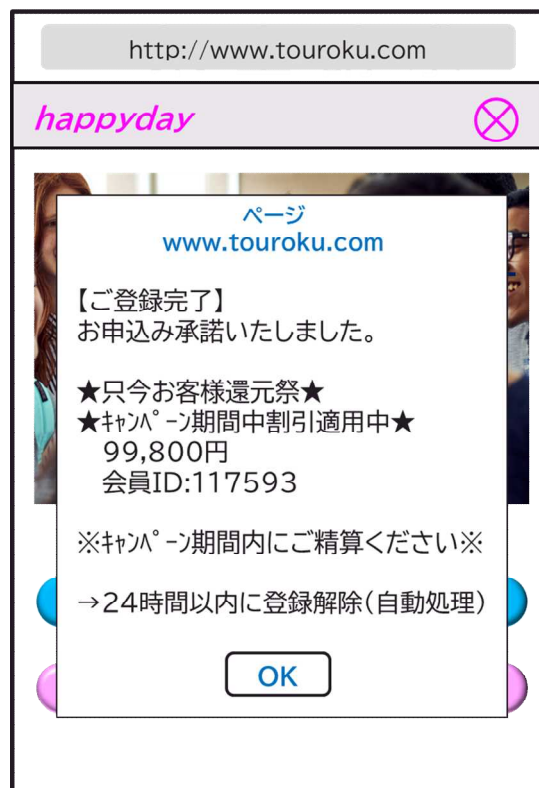 http://www.touroku.com
happyday
ページ
www.touroku.com
【ご登録完了】
お申込み承諾いたしました。
★只今お客様還元祭★
★ｷｬﾝﾍﾟｰﾝ期間中割引適用中★
99,800円
会員ID:117593
※ｷｬﾝﾍﾟｰﾝ期間内にご精算ください※
→24時間以内に登録解除(自動処理)
OK